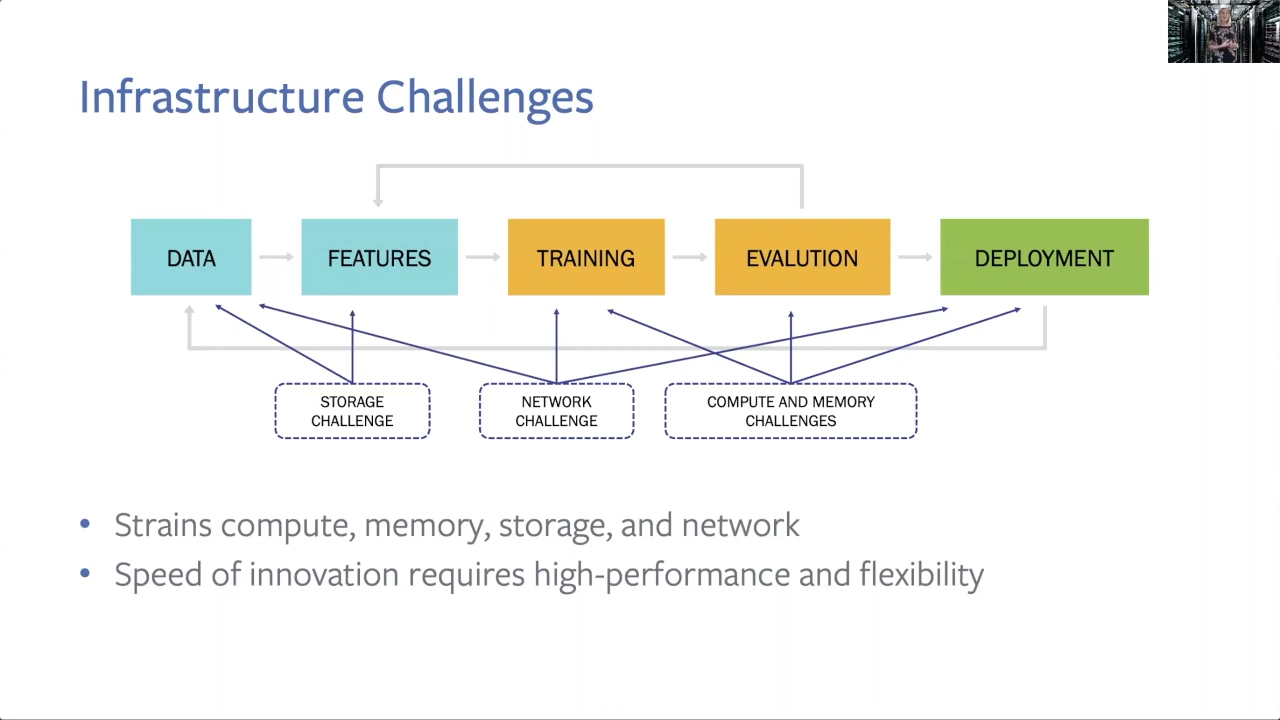 Infrastructure Challenges
DATA
FEATURES
TRAINING
EVALUTION
DEPLOYMENT
STORAGE
CHALLENGE
NETWORK
CHALLENGE
COMPUTE AND MEMORY
CHALLENGES
• Strains compute, memory, storage, and network
• Speed of innovation requires high-performance and flexibility